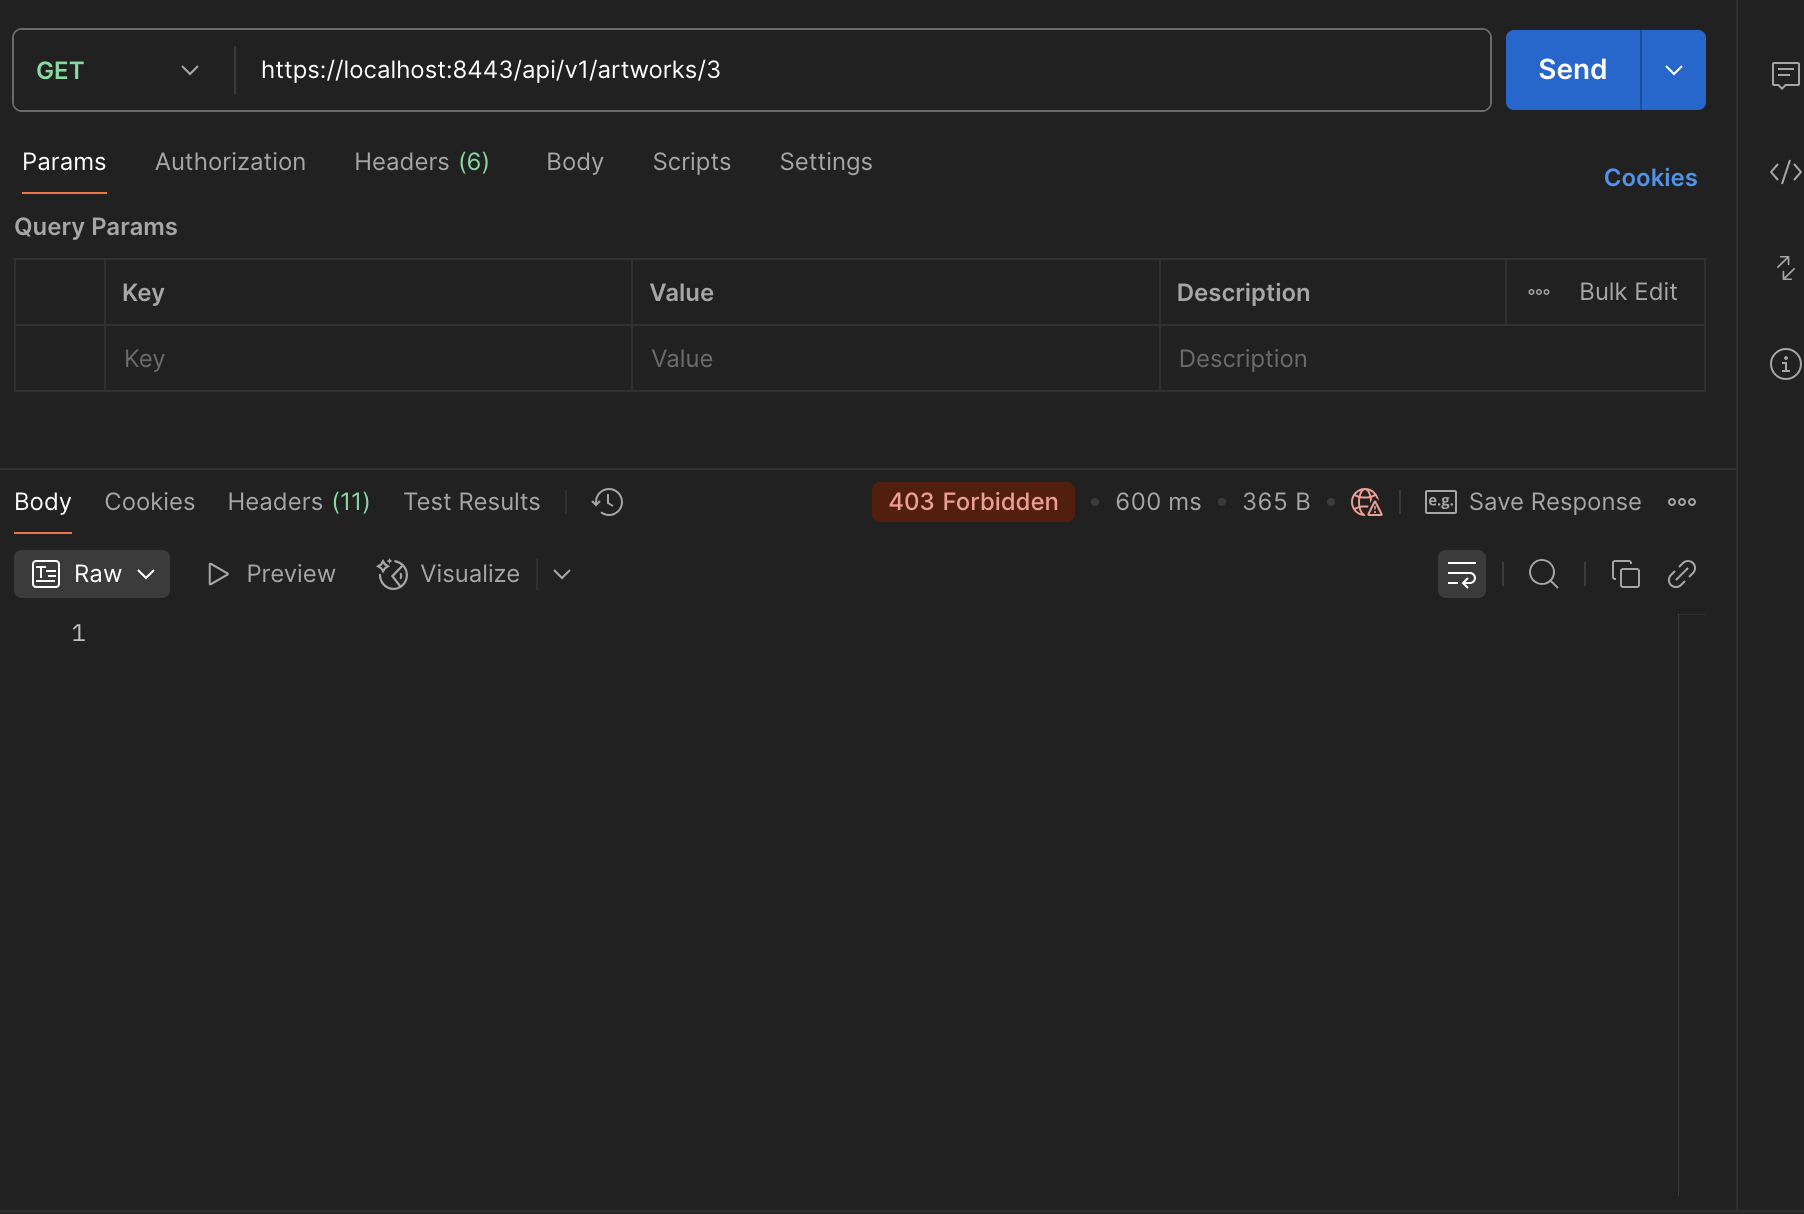 GET https://localhost:8443/api/v1/artworks/3 Send
Params Authorization Headers (6) Body Scripts Settings Cookies
Query Params
Key Value Description Bulk Edit
Key Value Description
Body Cookies Headers (11) Test Results 403 Forbidden • 600 ms • 365 B • e.g. Save Response
Raw Preview Visualize
1